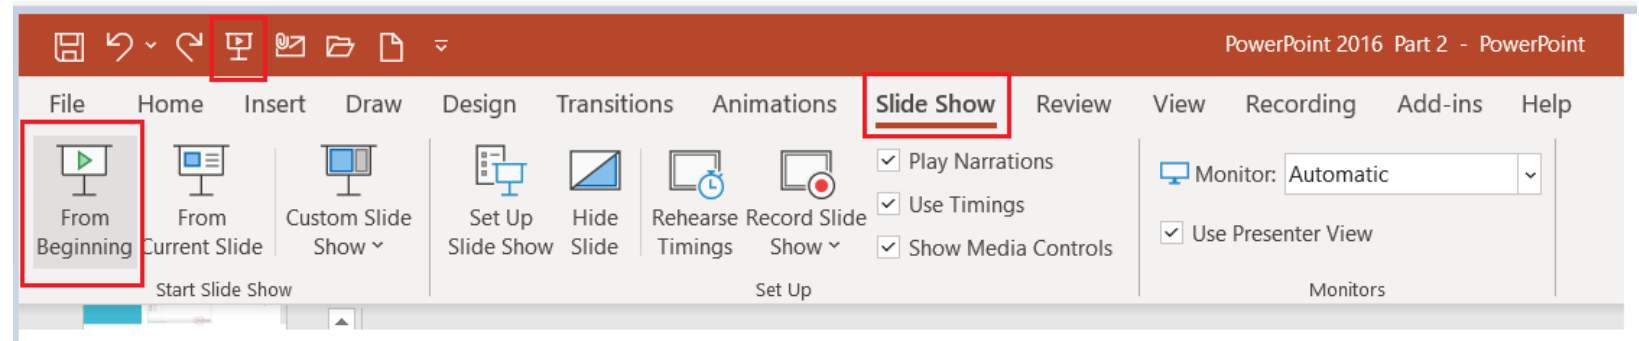 PowerPoint 2016 Part 2 - PowerPoint
File Home Insert Draw Design Transitions Animations Slide Show Review View Recording Add-ins Help
From Beginning
From Current Slide
Custom Slide Show
Set Up Slide Show
Hide Slide
Rehearse Timings
Record Slide Show
Play Narrations
Use Timings
Show Media Controls
Monitor: Automatic
Use Presenter View
Start Slide Show
Set Up
Monitors